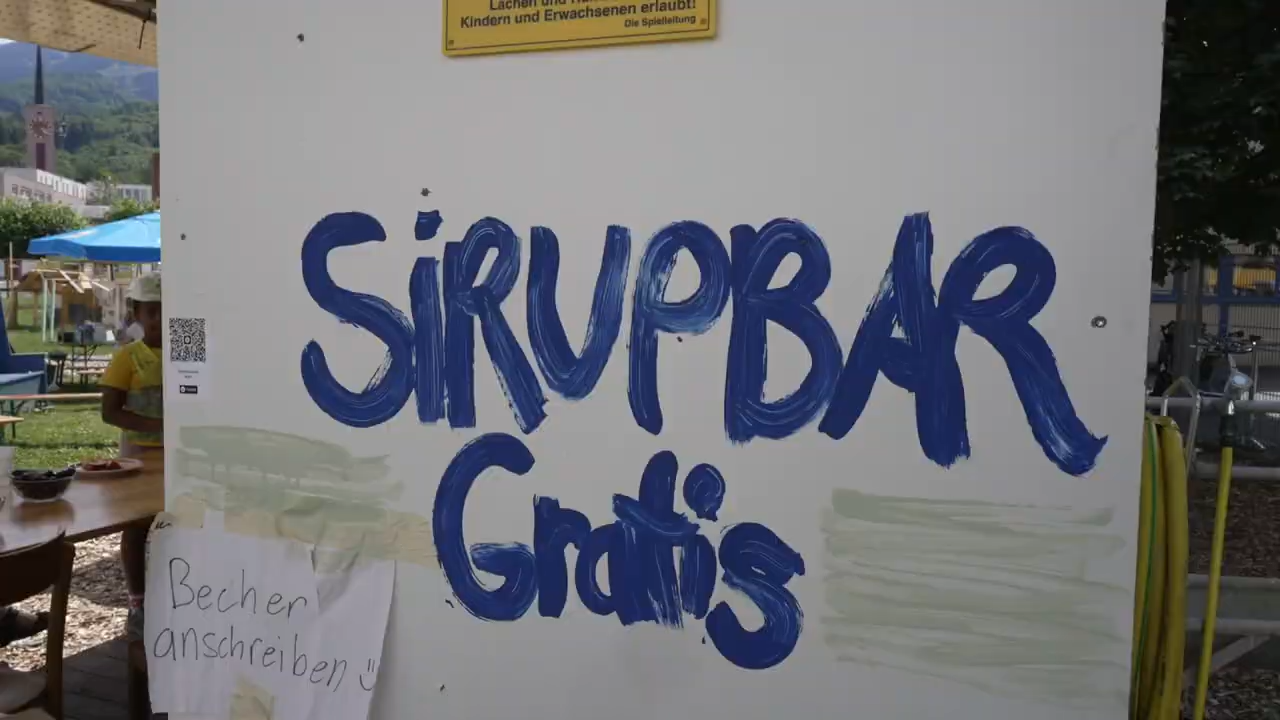 Lachen und
Kindern und Erwachsenen erlaubt!
Die Spielleitung
SiRUPBAR
Gratis
Becher
anschreiben :)